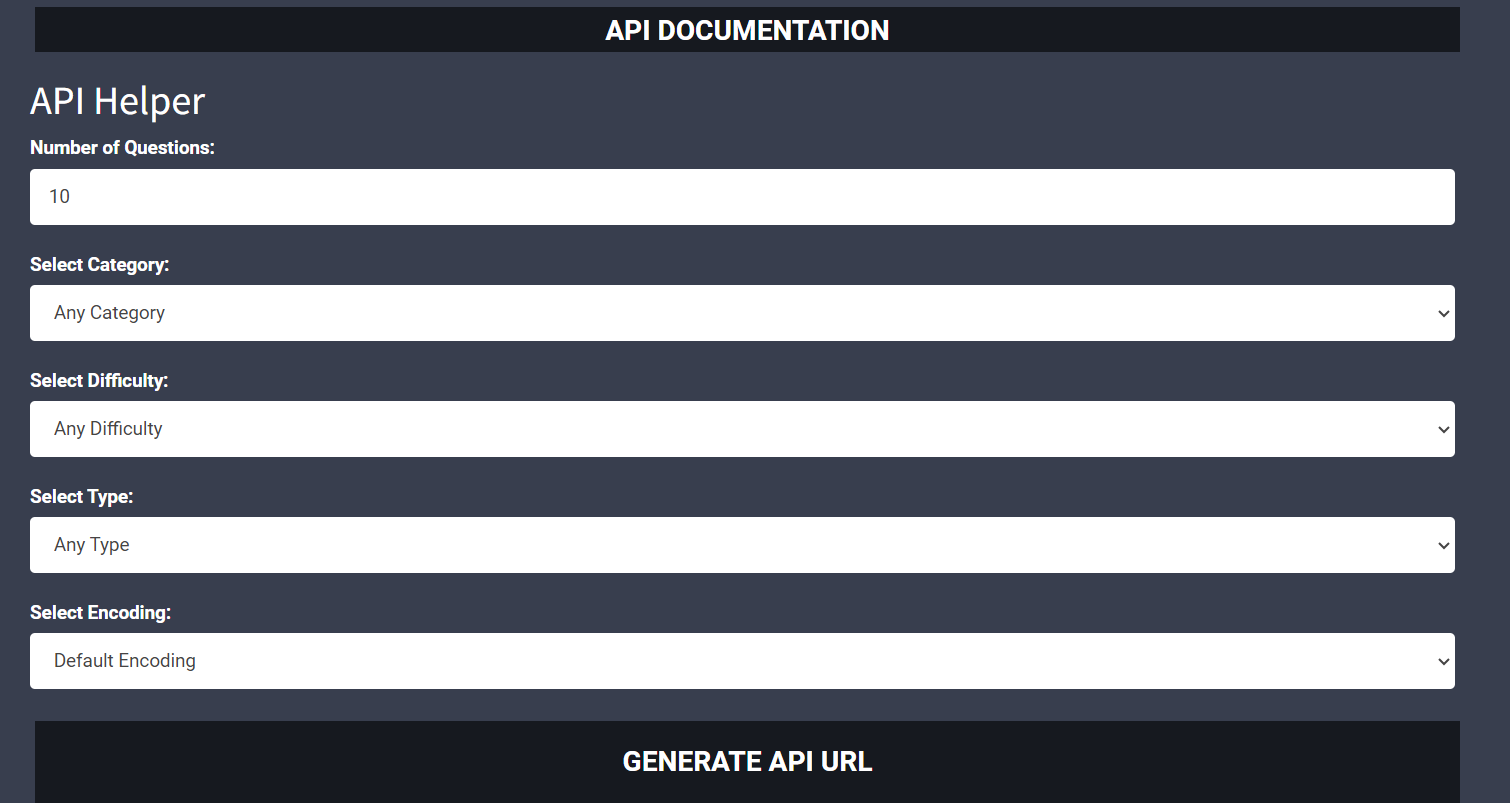 API DOCUMENTATION
API Helper
Number of Questions:
10
Select Category:
Any Category
Select Difficulty:
Any Difficulty
Select Type:
Any Type
Select Encoding:
Default Encoding
GENERATE API URL